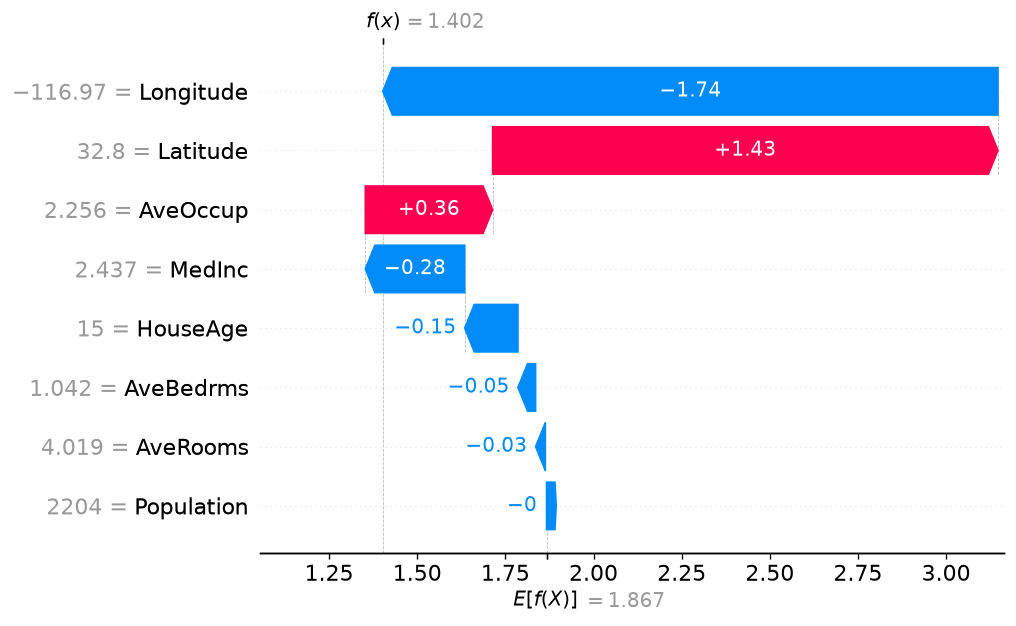 f(x) = 1.402
−116.97 = Longitude
−1.74
32.8 = Latitude
+1.43
2.256 = AveOccup
+0.36
2.437 = MedInc
−0.28
15 = HouseAge
−0.15
1.042 = AveBedrms
−0.05
4.019 = AveRooms
−0.03
2204 = Population
−0
1.25 1.50 1.75 2.00 2.25 2.50 2.75 3.00
E[f(X)] = 1.867